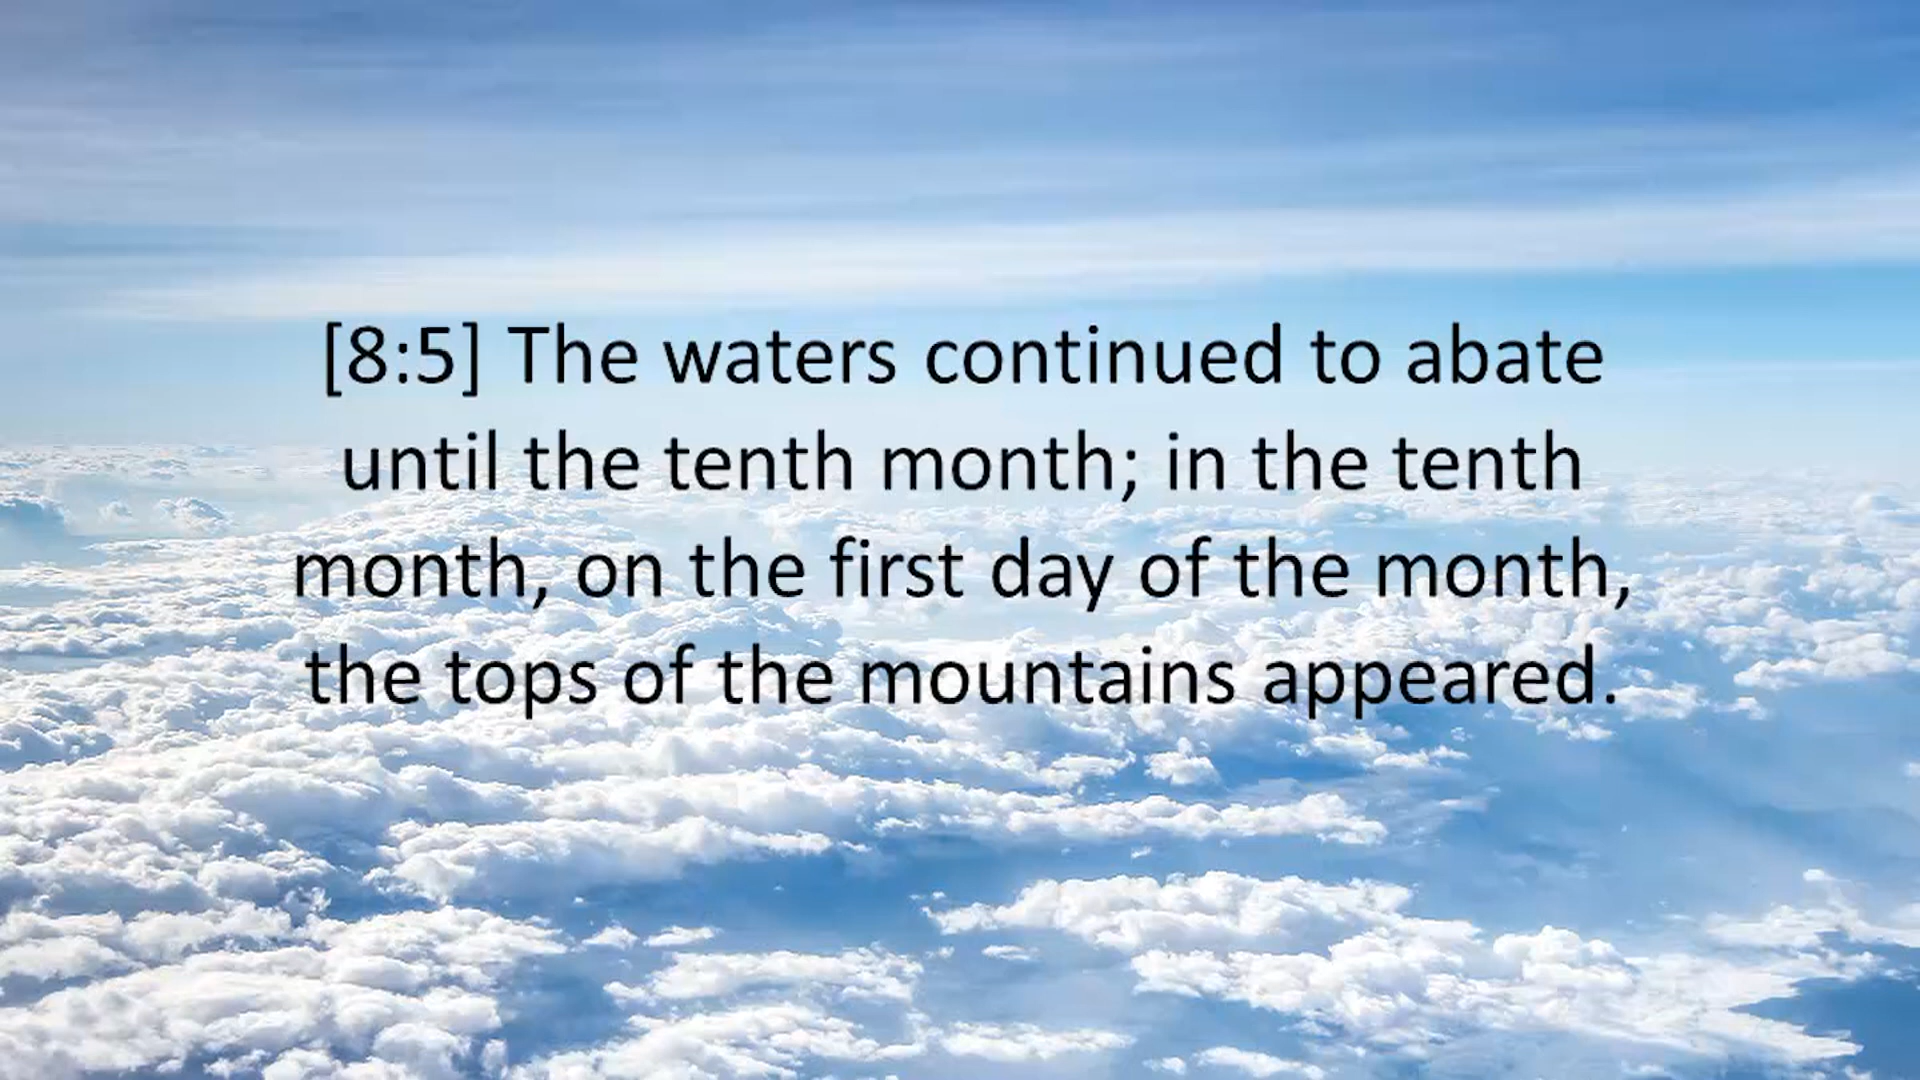 [8:5] The waters continued to abate
until the tenth month; in the tenth
month, on the first day of the month,
the tops of the mountains appeared.